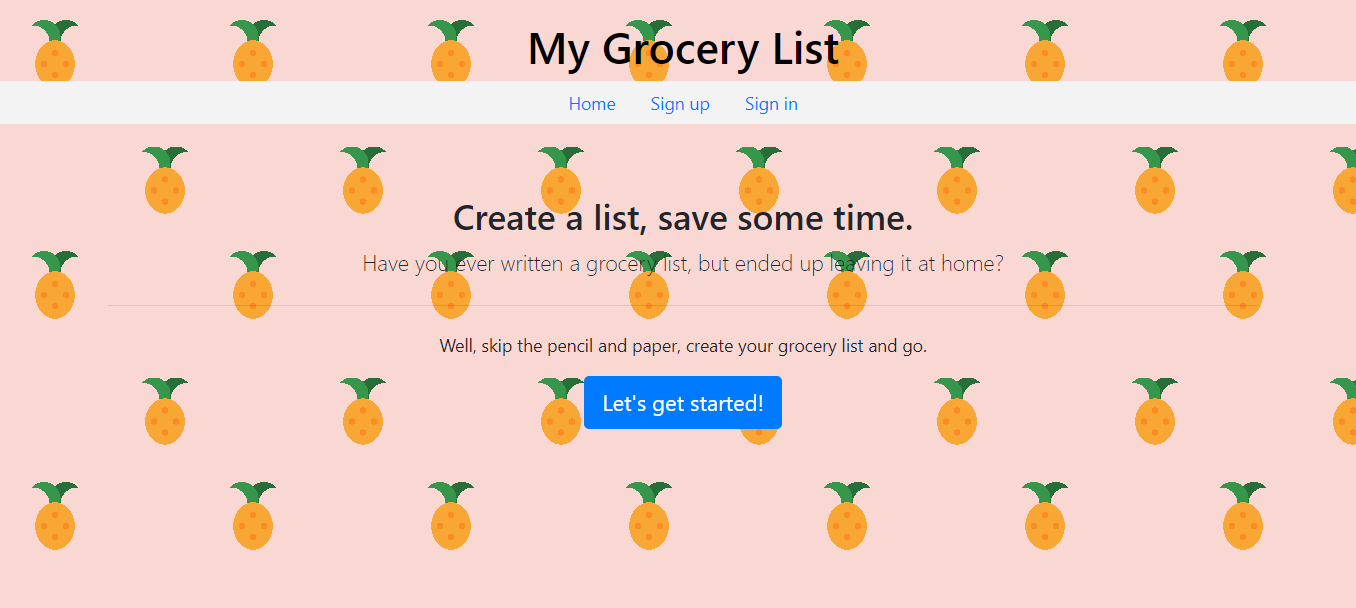 My Grocery List
Home Sign up Sign in
Create a list, save some time.
Have you ever written a grocery list, but ended up leaving it at home?
Well, skip the pencil and paper, create your grocery list and go.
Let's get started!